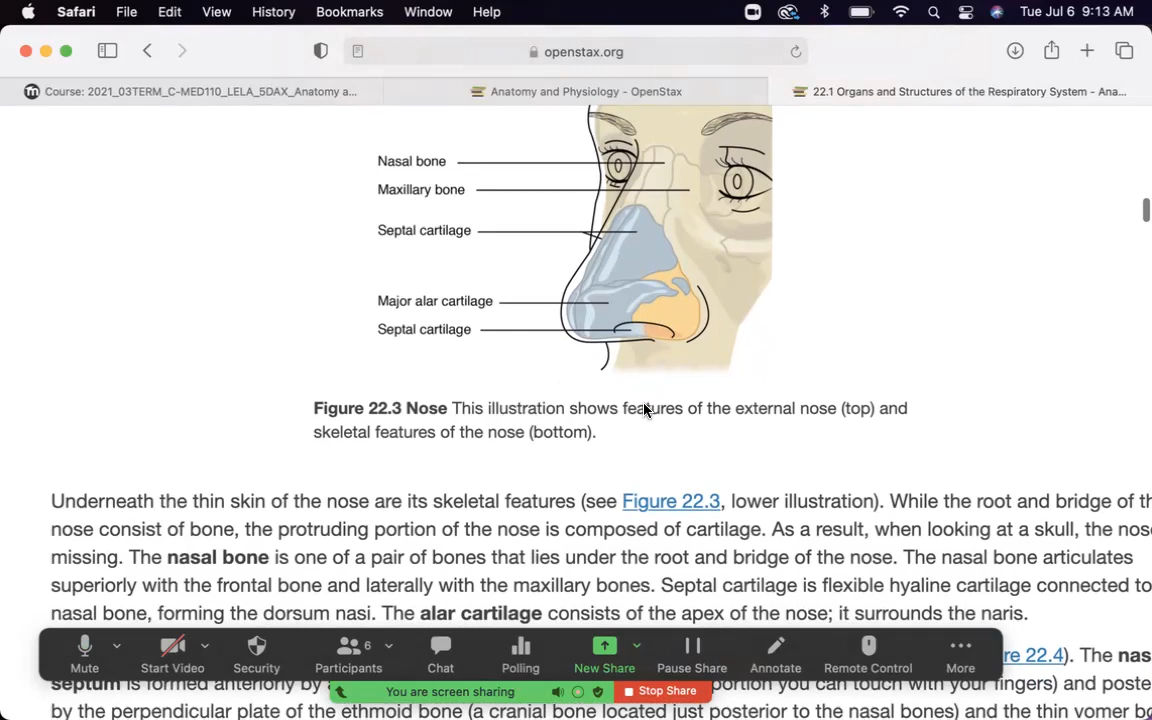 Safari File Edit View History Bookmarks Window Help Tue Jul 6 9:13 AM
openstax.org
Course: 2021_03TERM_C-MED110_LELA_5DAX_Anatomy a... Anatomy and Physiology - OpenStax 22.1 Organs and Structures of the Respiratory System - Ana...
Nasal bone
Maxillary bone
Septal cartilage
Major alar cartilage
Septal cartilage
Figure 22.3 Nose This illustration shows features of the external nose (top) and
skeletal features of the nose (bottom).
Underneath the thin skin of the nose are its skeletal features (see Figure 22.3, lower illustration). While the root and bridge of th
nose consist of bone, the protruding portion of the nose is composed of cartilage. As a result, when looking at a skull, the nose
missing. The nasal bone is one of a pair of bones that lies under the root and bridge of the nose. The nasal bone articulates
superiorly with the frontal bone and laterally with the maxillary bones. Septal cartilage is flexible hyaline cartilage connected to
nasal bone, forming the dorsum nasi. The alar cartilage consists of the apex of the nose; it surrounds the naris.
re 22.4). The nas
Mute Start Video Security Participants 6 Chat Polling New Share Pause Share Annotate Remote Control More
septum is formed anteriorly by portion you can touch with your fingers) and poste
You are screen sharing Stop Share
by the perpendicular plate of the ethmoid bone (a cranial bone located just posterior to the nasal bones) and the thin vomer bo